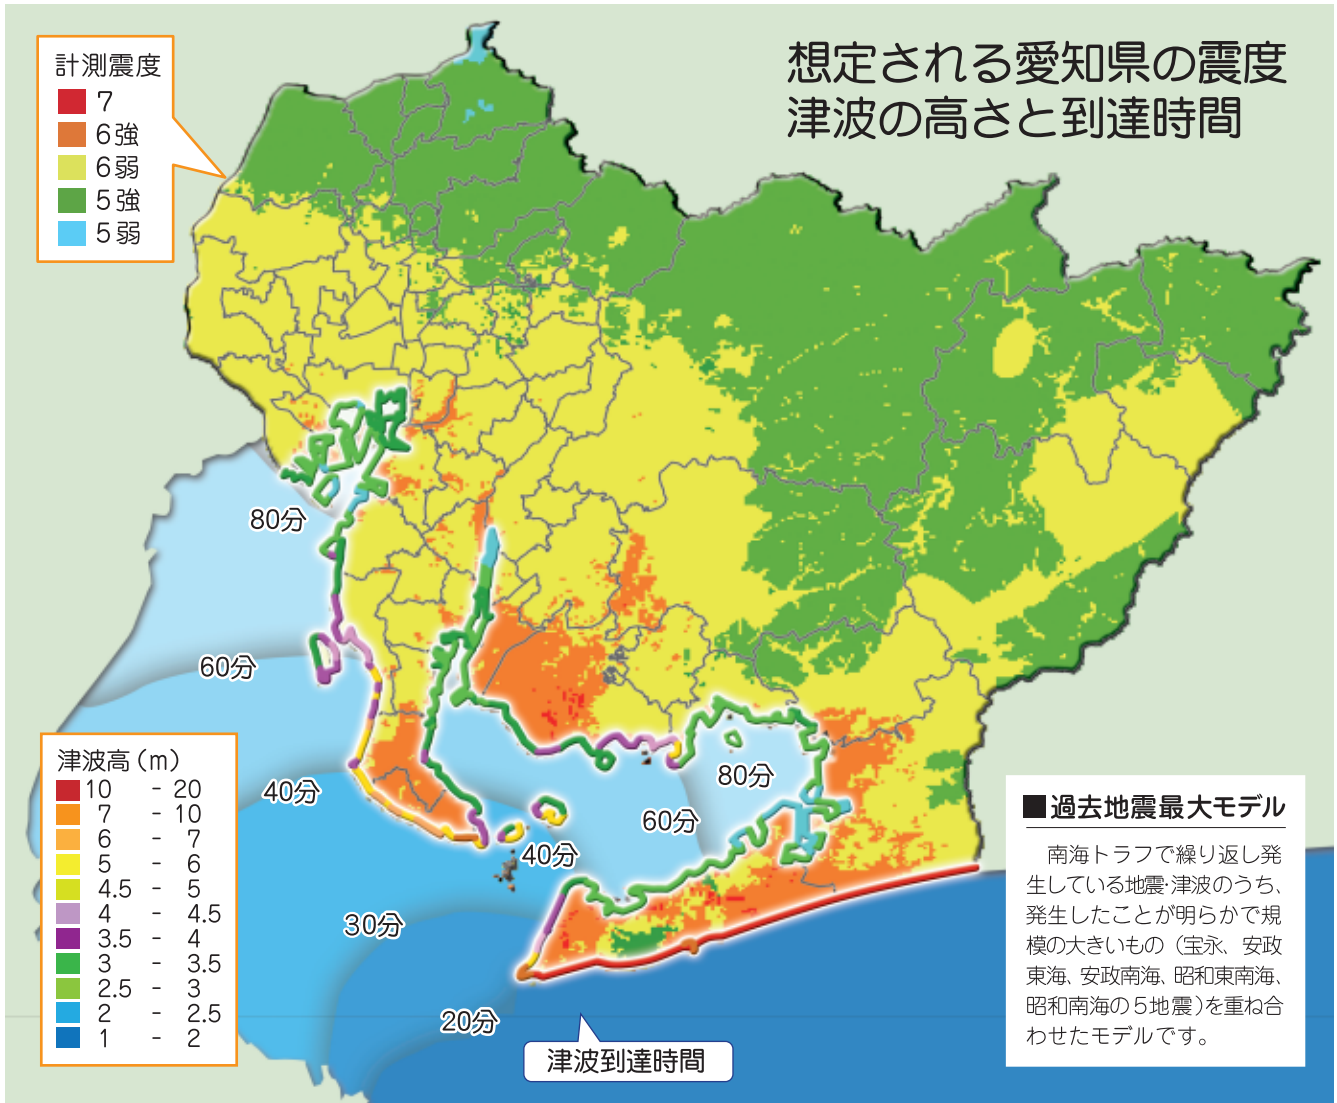 想定される愛知県の震度
津波の高さと到達時間
計測震度
7
6強
6弱
5強
5弱
80分
60分
40分
30分
20分
40分
60分
80分
津波到達時間
津波高(m)
10 - 20
7 - 10
6 - 7
5 - 6
4.5 - 5
4 - 4.5
3.5 - 4
3 - 3.5
2.5 - 3
2 - 2.5
1 - 2
■過去地震最大モデル
南海トラフで繰り返し発
生している地震・津波のうち、
発生したことが明らかで規
模の大きいもの(宝永、安政
東海、安政南海、昭和東南海、
昭和南海の5地震)を重ね合
わせたモデルです。